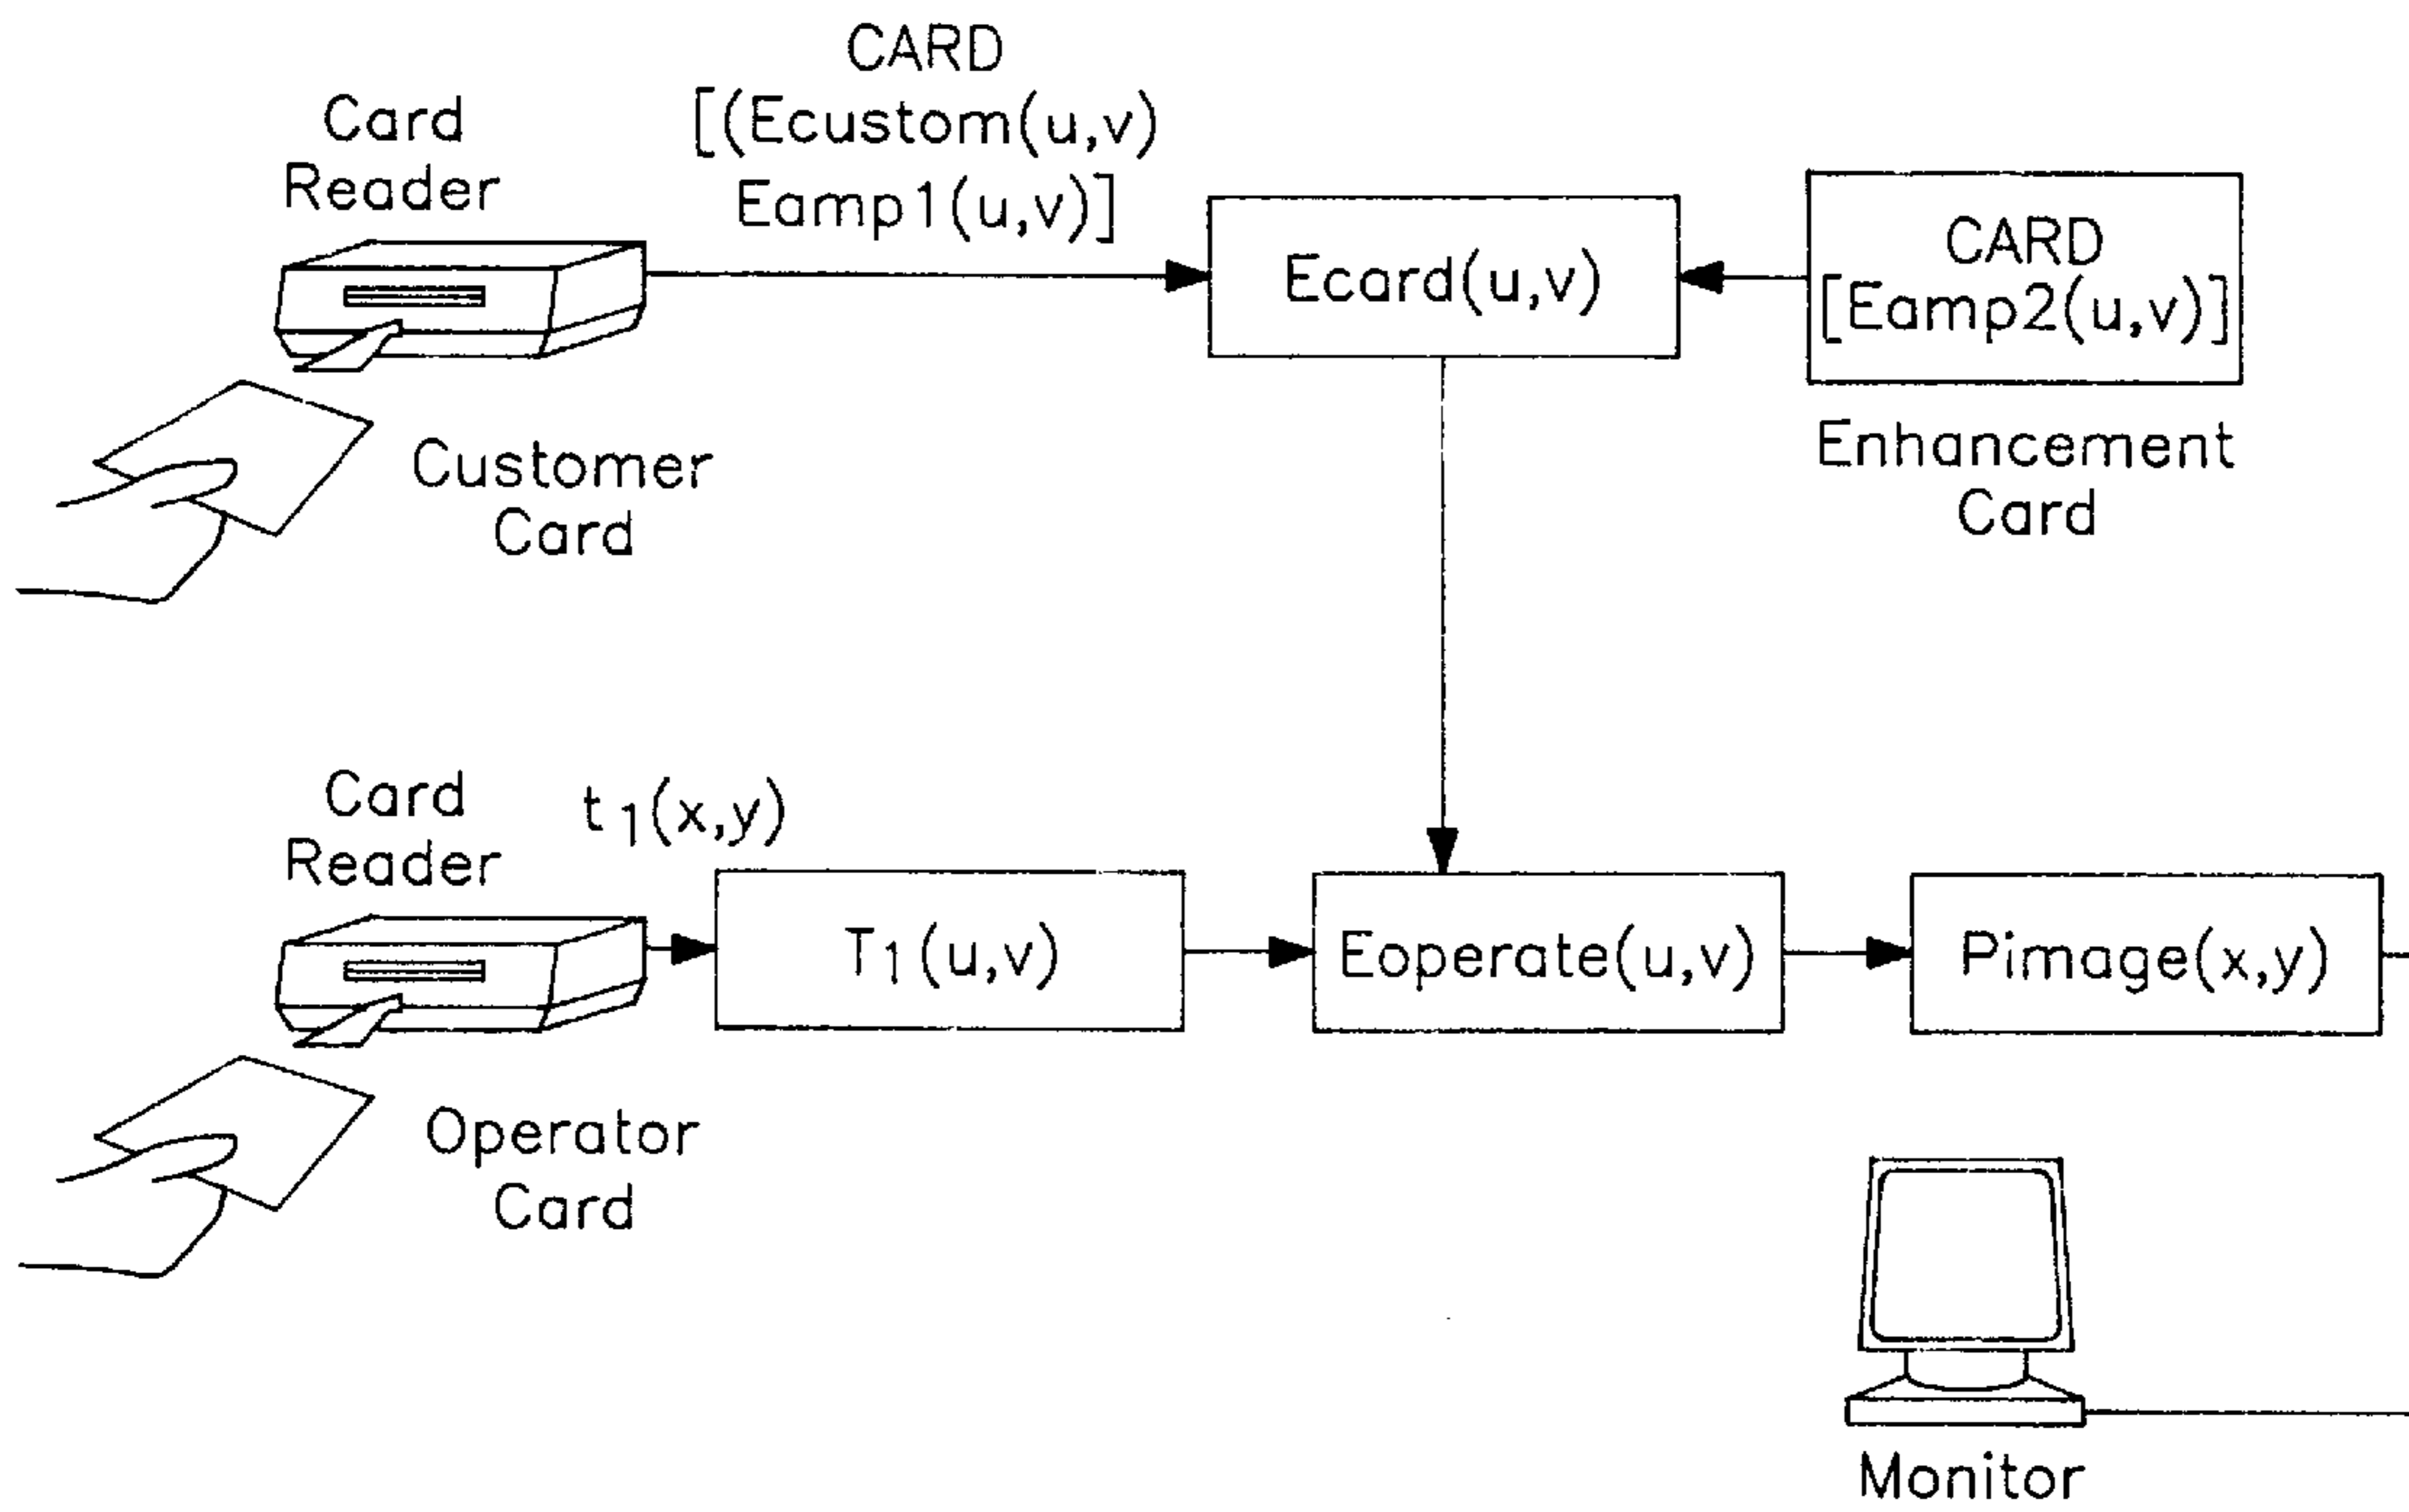 CARD
[(Ecustom(u,v)
Eamp1(u,v)]
Card
Reader
Ecard(u,v)
CARD
[Eamp2(u,v)]
Enhancement
Card
Customer
Card
Card
Reader
t1(x,y)
T1(u,v)
Eoperate(u,v)
Pimage(x,y)
Operator
Card
Monitor